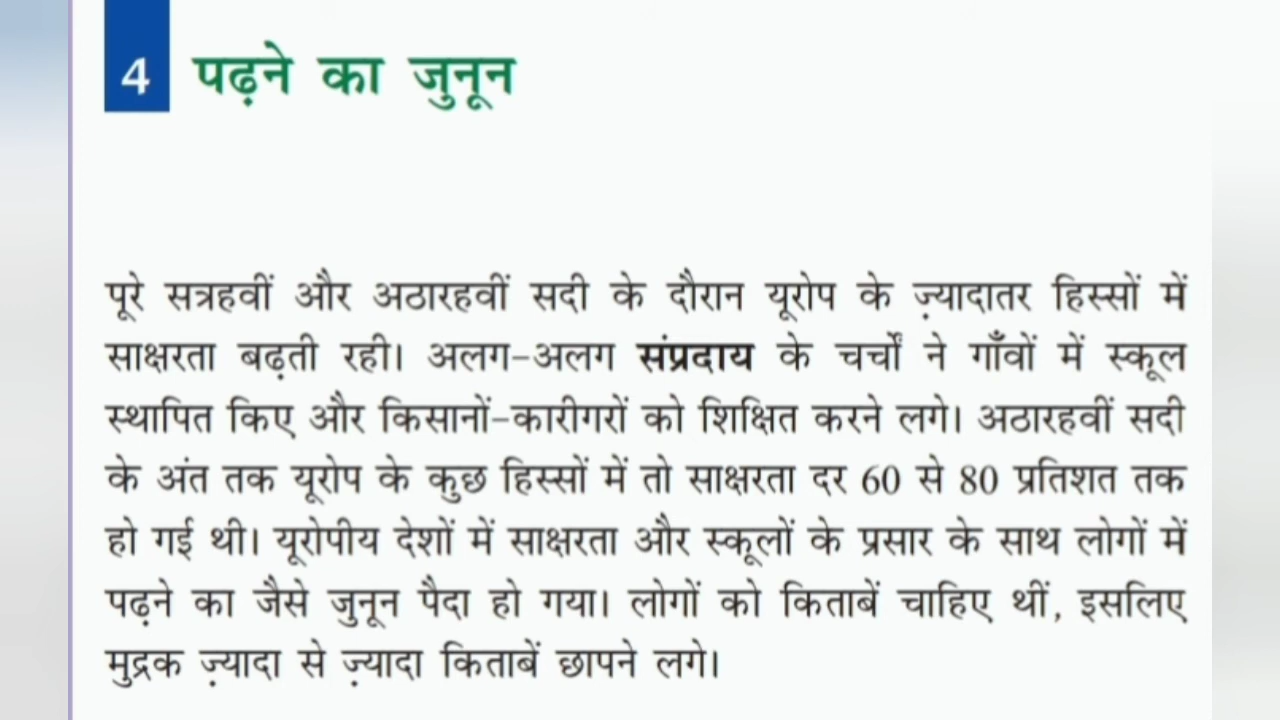 4 पढ़ने का जुनून
पूरे सत्रहवीं और अठारहवीं सदी के दौरान यूरोप के ज़्यादातर हिस्सों में
साक्षरता बढ़ती रही। अलग-अलग संप्रदाय के चर्चों ने गाँवों में स्कूल
स्थापित किए और किसानों-कारीगरों को शिक्षित करने लगे। अठारहवीं सदी
के अंत तक यूरोप के कुछ हिस्सों में तो साक्षरता दर 60 से 80 प्रतिशत तक
हो गई थी। यूरोपीय देशों में साक्षरता और स्कूलों के प्रसार के साथ लोगों में
पढ़ने का जैसे जुनून पैदा हो गया। लोगों को किताबें चाहिए थीं, इसलिए
मुद्रक ज़्यादा से ज़्यादा किताबें छापने लगे।